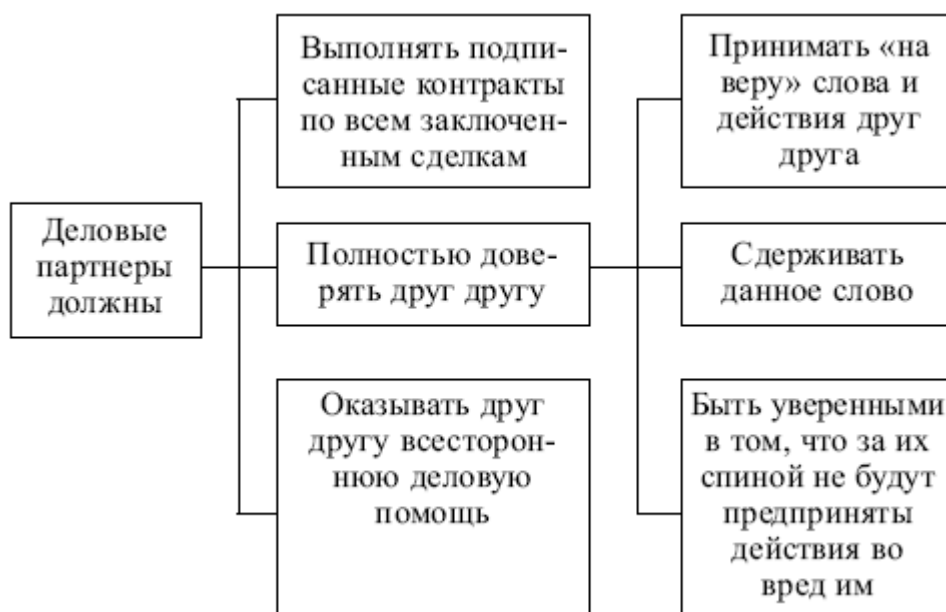 Деловые
партнеры
должны
Выполнять подпи-
санные контракты
по всем заключен-
ным сделкам
Полностью дове-
рять друг другу
Оказывать друг
другу всесторон-
нюю деловую
помощь
Принимать «на
веру» слова и
действия друг
друга
Сдерживать
данное слово
Быть уверенными
в том, что за их
спиной не будут
предприняты
действия во
вред им